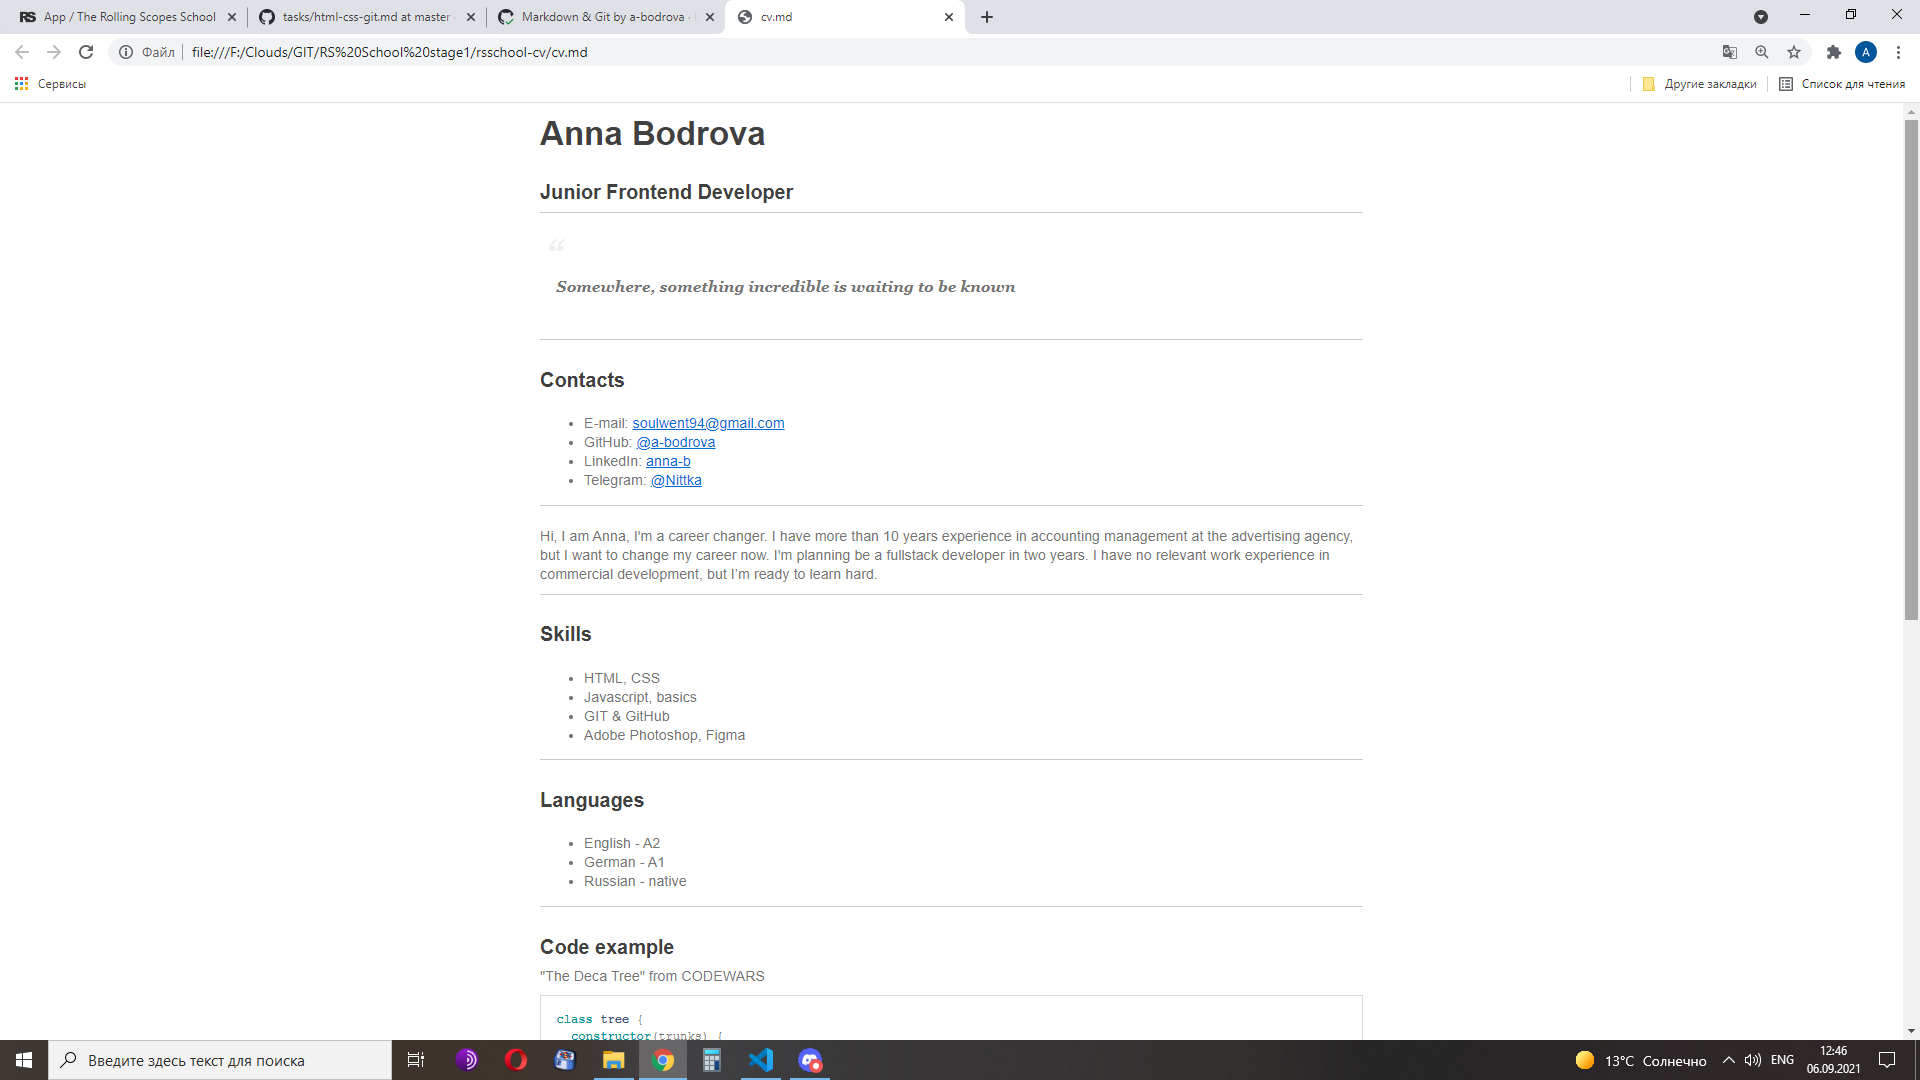 RS App / The Rolling Scopes School
tasks/html-css-git.md at master
Markdown & Git by a-bodrova ·
cv.md
Файл
file:///F:/Clouds/GIT/RS%20School%20stage1/rsschool-cv/cv.md
A
Сервисы
Другие закладки
Список для чтения
Anna Bodrova
Junior Frontend Developer
“
Somewhere, something incredible is waiting to be known
Contacts
• E-mail: soulwent94@gmail.com
• GitHub: @a-bodrova
• LinkedIn: anna-b
• Telegram: @Nittka
Hi, I am Anna, I'm a career changer. I have more than 10 years experience in accounting management at the advertising agency,
but I want to change my career now. I'm planning be a fullstack developer in two years. I have no relevant work experience in
commercial development, but I’m ready to learn hard.
Skills
• HTML, CSS
• Javascript, basics
• GIT & GitHub
• Adobe Photoshop, Figma
Languages
• English - A2
• German - A1
• Russian - native
Code example
"The Deca Tree" from CODEWARS
class tree {
constructor(trunks) {
Введите здесь текст для поиска
13°C Солнечно
ENG
12:46
06.09.2021